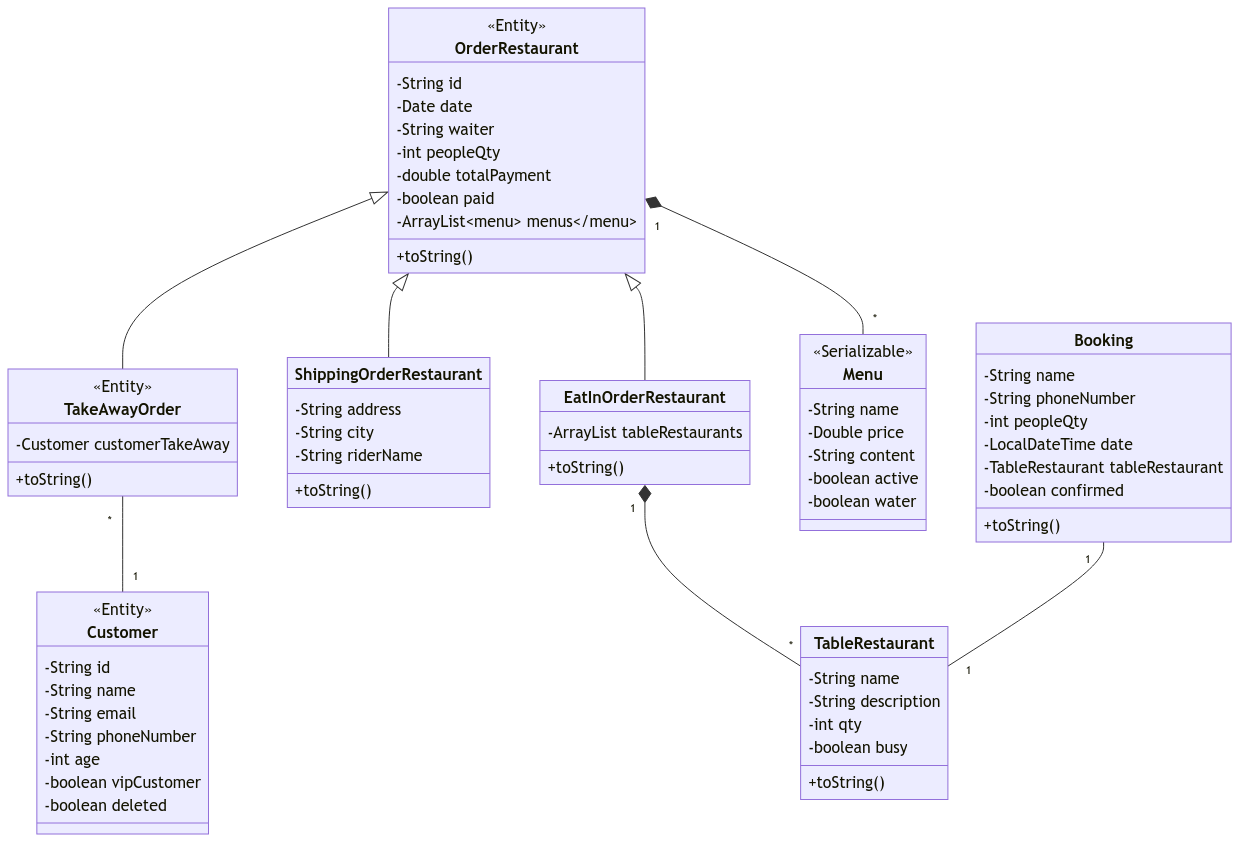 «Entity»
OrderRestaurant
-String id
-Date date
-String waiter
-int peopleQty
-double totalPayment
-boolean paid
-ArrayList<menu> menus</menu>
+toString()
1
*
«Entity»
TakeAwayOrder
-Customer customerTakeAway
+toString()
ShippingOrderRestaurant
-String address
-String city
-String riderName
+toString()
EatInOrderRestaurant
-ArrayList tableRestaurants
+toString()
«Serializable»
Menu
-String name
-Double price
-String content
-boolean active
-boolean water
Booking
-String name
-String phoneNumber
-int peopleQty
-LocalDateTime date
-TableRestaurant tableRestaurant
-boolean confirmed
+toString()
*
1
1
*
1
1
«Entity»
Customer
-String id
-String name
-String email
-String phoneNumber
-int age
-boolean vipCustomer
-boolean deleted
TableRestaurant
-String name
-String description
-int qty
-boolean busy
+toString()